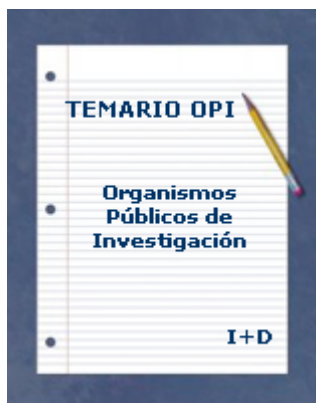 TEMARIO OPI
Organismos
Públicos de
Investigación
I+D